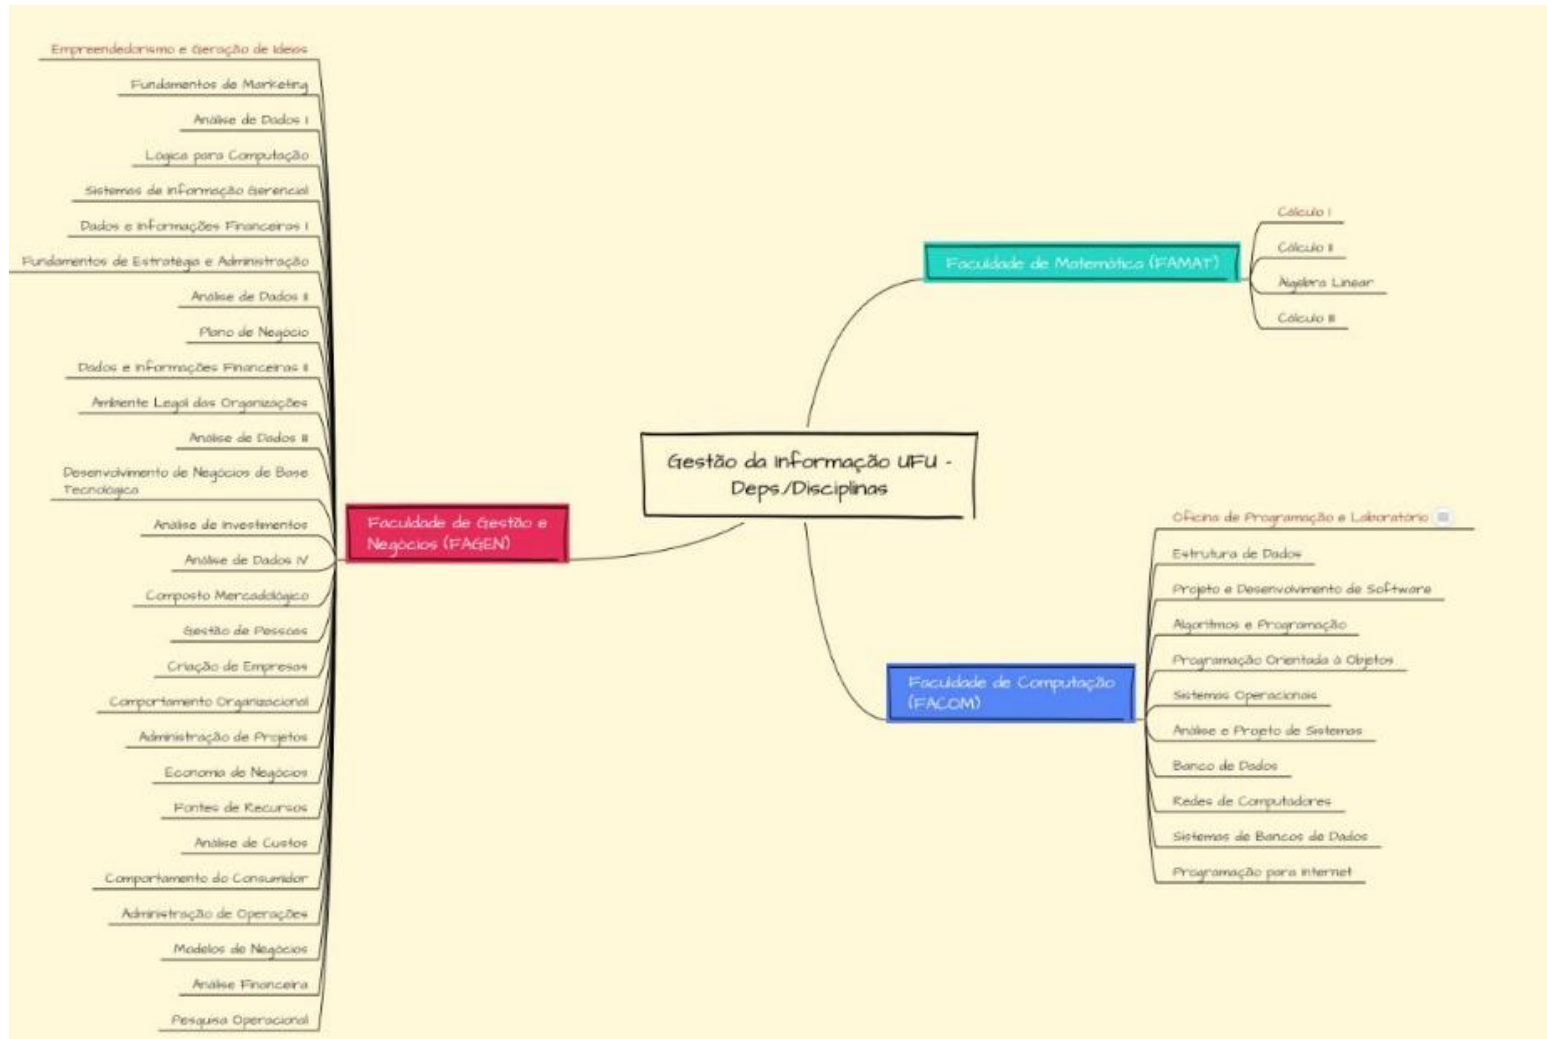 Empreendedorismo e Geração de Ideias
Fundamentos de Marketing
Análise de Dados I
Lógica para Computação
Sistemas de Informação Gerencial
Dados e Informações Financeiras I
Fundamentos de Estratégia e Administração
Análise de Dados II
Plano de Negócio
Dados e Informações Financeiras II
Ambiente Legal das Organizações
Análise de Dados III
Desenvolvimento de Negócios de Base
Tecnológica
Análise de Investimentos
Análise de Dados IV
Composto Mercadológico
Gestão de Pessoas
Criação de Empresas
Comportamento Organizacional
Administração de Projetos
Economia de Negócios
Fontes de Recursos
Análise de Custos
Comportamento do Consumidor
Administração de Operações
Modelos de Negócios
Análise Financeira
Pesquisa Operacional
Faculdade de Gestão e
Negócios (FAGEN)
Gestão da Informação UFU -
Deps./Disciplinas
Faculdade de Matemática (FAMAT)
Cálculo I
Cálculo II
Álgebra Linear
Cálculo III
Faculdade de Computação
(FACOM)
Oficina de Programação e Laboratório
Estrutura de Dados
Projeto e Desenvolvimento de Software
Algoritmos e Programação
Programação Orientada à Objetos
Sistemas Operacionais
Análise e Projeto de Sistemas
Banco de Dados
Redes de Computadores
Sistemas de Bancos de Dados
Programação para Internet